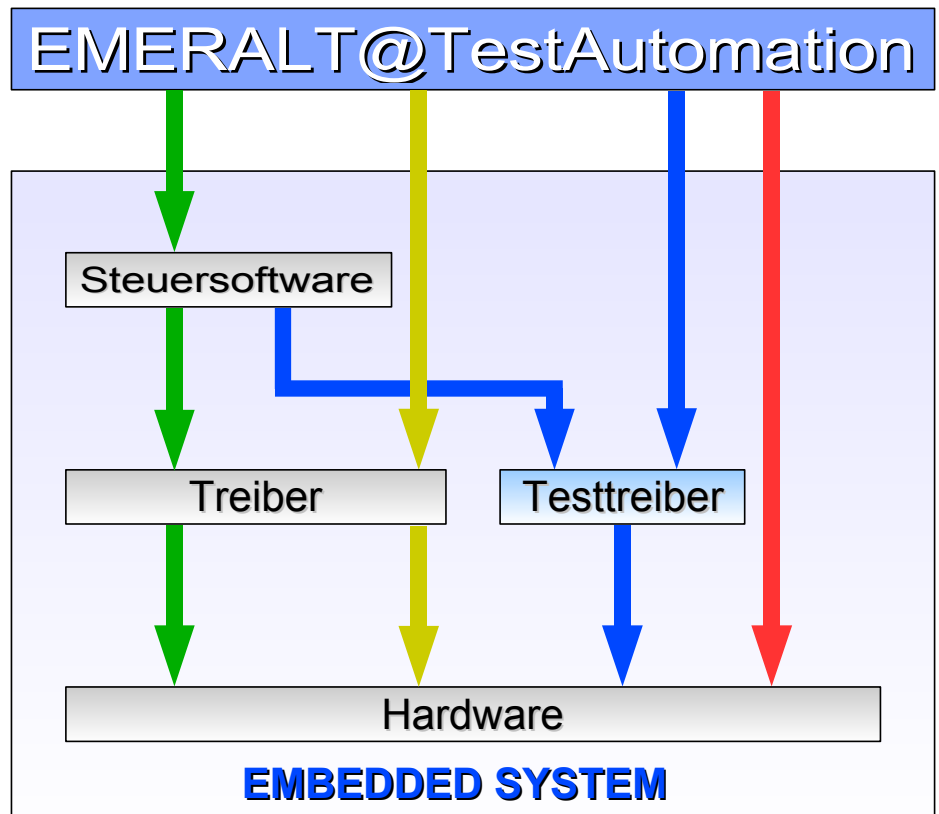 EMERALT@TestAutomation
Steuersoftware
Treiber
Testtreiber
Hardware
EMBEDDED SYSTEM